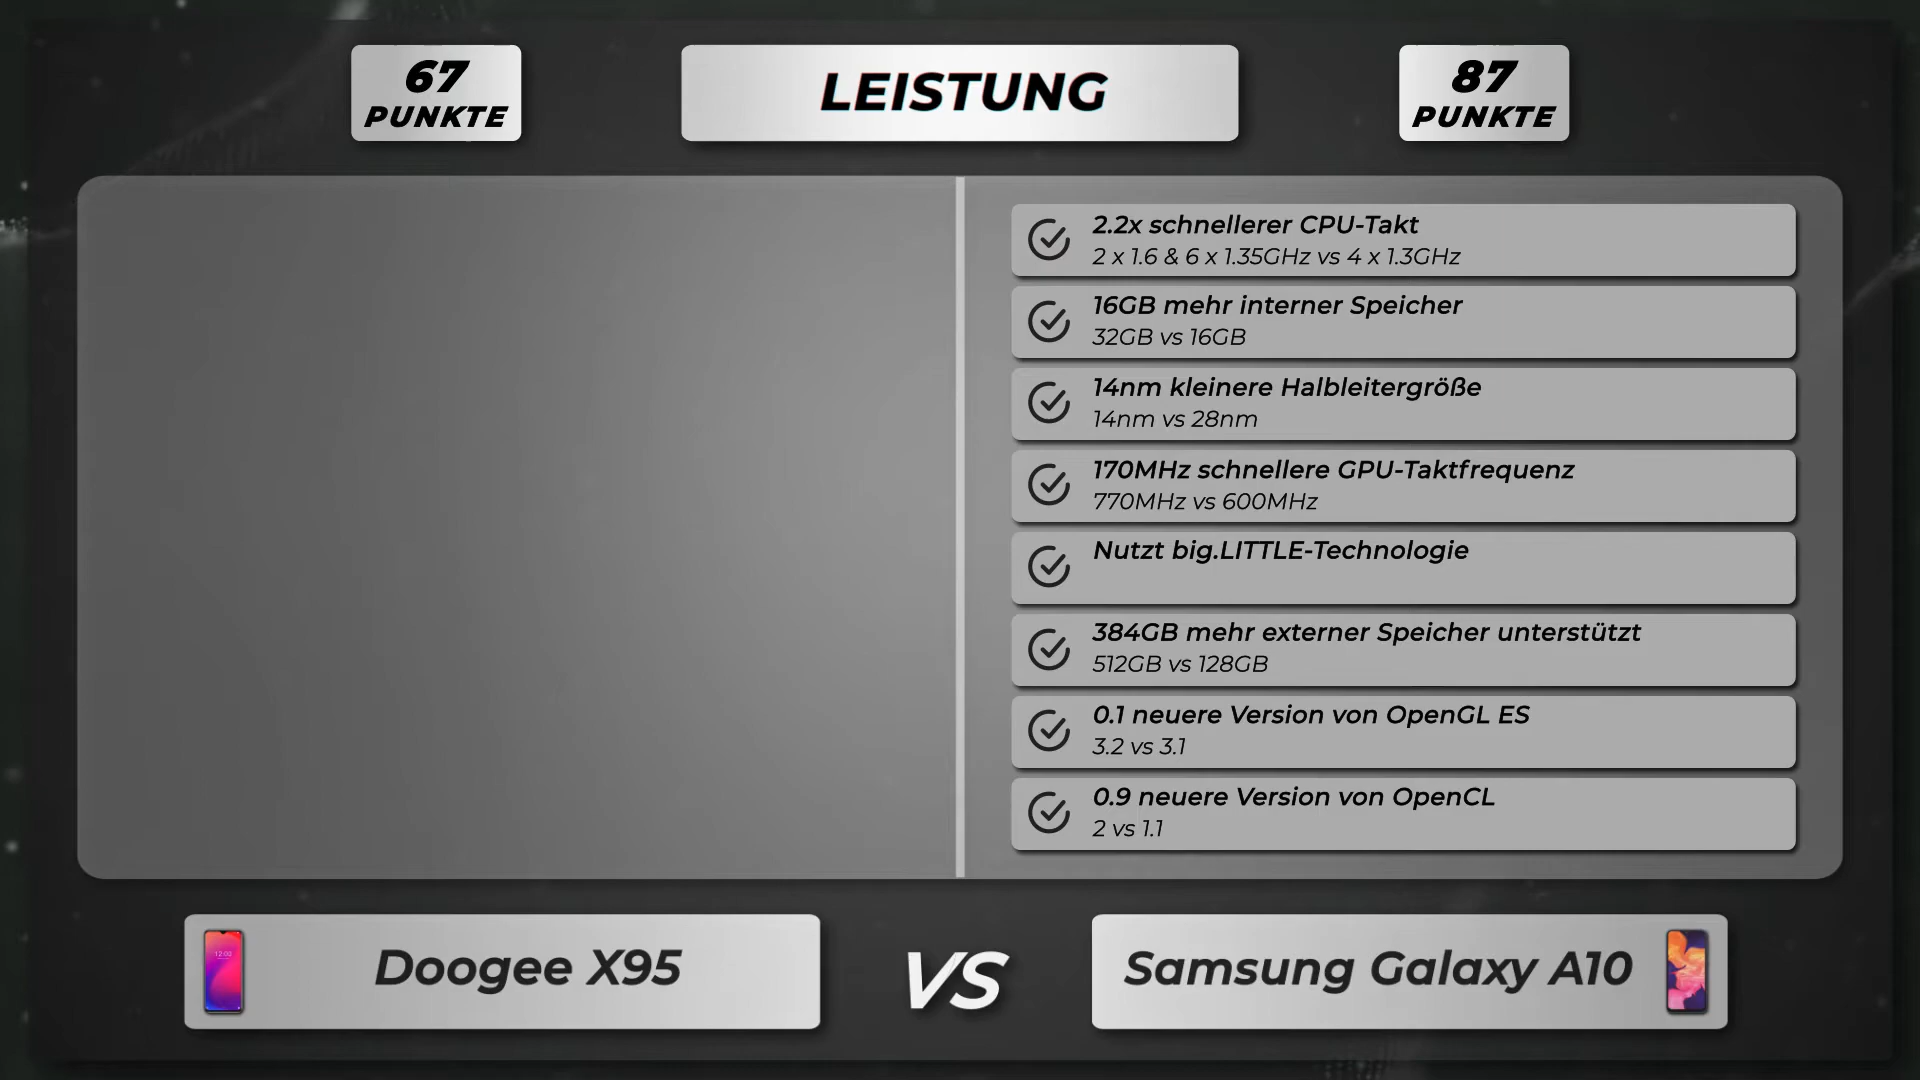 67
PUNKTE
LEISTUNG
87
PUNKTE
2.2x schnellerer CPU-Takt
2 x 1.6 & 6 x 1.35GHz vs 4 x 1.3GHz
16GB mehr interner Speicher
32GB vs 16GB
14nm kleinere Halbleitergröße
14nm vs 28nm
170MHz schnellere GPU-Taktfrequenz
770MHz vs 600MHz
Nutzt big.LITTLE-Technologie
384GB mehr externer Speicher unterstützt
512GB vs 128GB
0.1 neuere Version von OpenGL ES
3.2 vs 3.1
0.9 neuere Version von OpenCL
2 vs 1.1
12:00
Doogee X95
VS
Samsung Galaxy A10